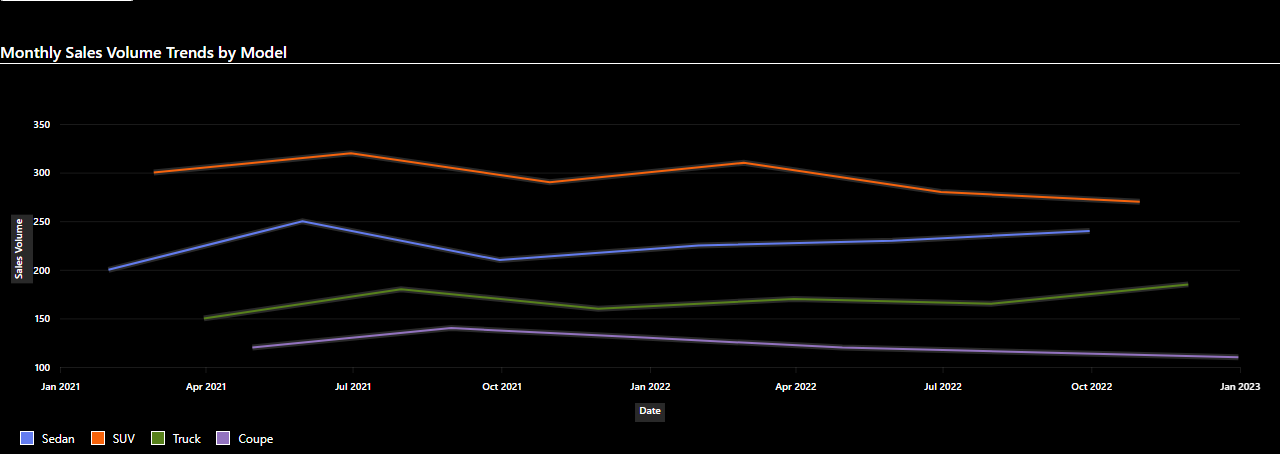 Monthly Sales Volume Trends by Model
350
300
250
200
150
100
Sales Volume
Jan 2021 Apr 2021 Jul 2021 Oct 2021 Jan 2022 Apr 2022 Jul 2022 Oct 2022 Jan 2023
Date
Sedan SUV Truck Coupe